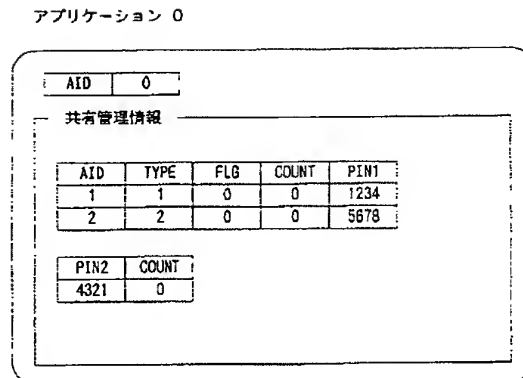 アプリケーション 0
AID 0
共有管理情報
AID TYPE FLG COUNT PIN1
1 1 0 0 1234
2 2 0 0 5678
PIN2 COUNT
4321 0